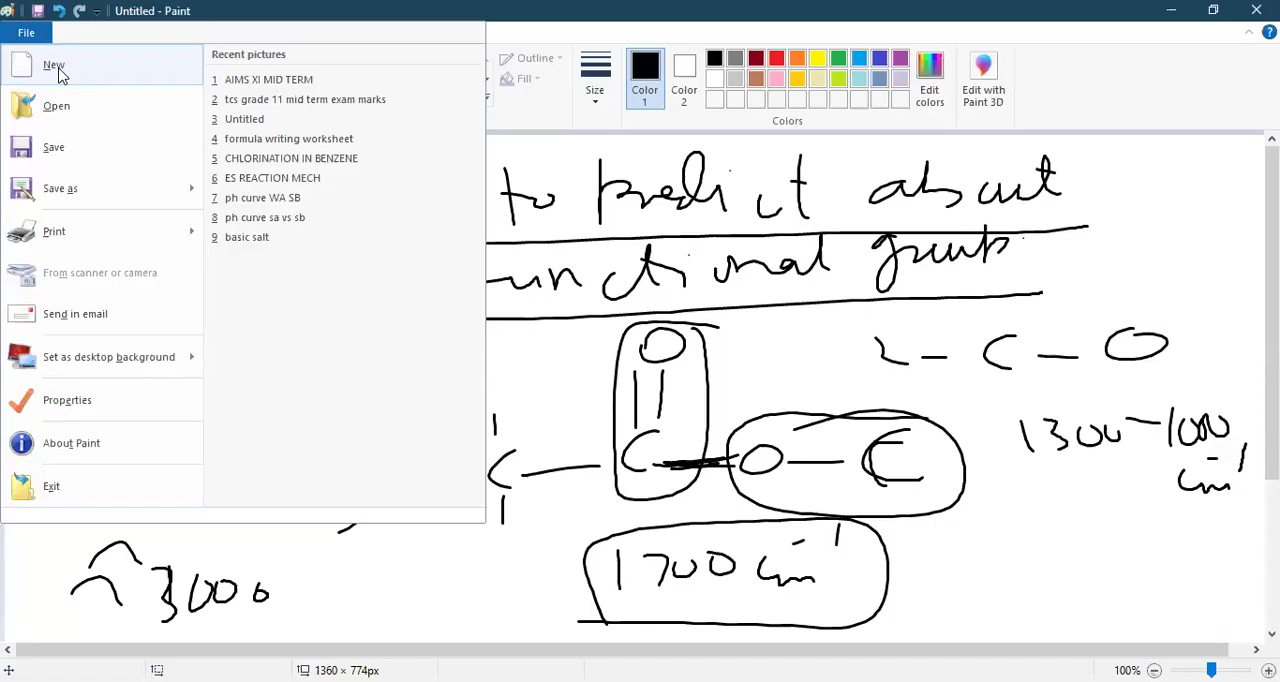 Untitled - Paint
File
New
Open
Save
Save as
Print
From scanner or camera
Send in email
Set as desktop background
Properties
About Paint
Exit
Recent pictures
1 AIMS XI MID TERM
2 tcs grade 11 mid term exam marks
3 Untitled
4 formula writing worksheet
5 CHLORINATION IN BENZENE
6 ES REACTION MECH
7 ph curve WA SB
8 ph curve sa vs sb
9 basic salt
Outline
Fill
Size
Color 1
Color 2
Edit colors
Edit with Paint 3D
Colors
to predict about
unctional group
O
C - C - O
1300-1000 cm-1
C - C - O - C
1700 cm-1
3000
1360 × 774px
100%